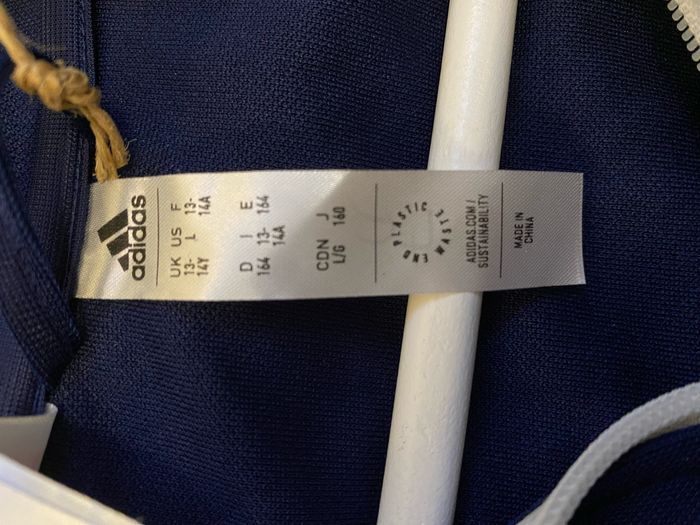 adidas
UK US F
13- L 13-
14Y 14A
D I E
164 13- 164
14A
CDN J
L/G 160
END PLASTIC WASTE
ADIDAS.COM/
SUSTAINABILITY
MADE IN
CHINA